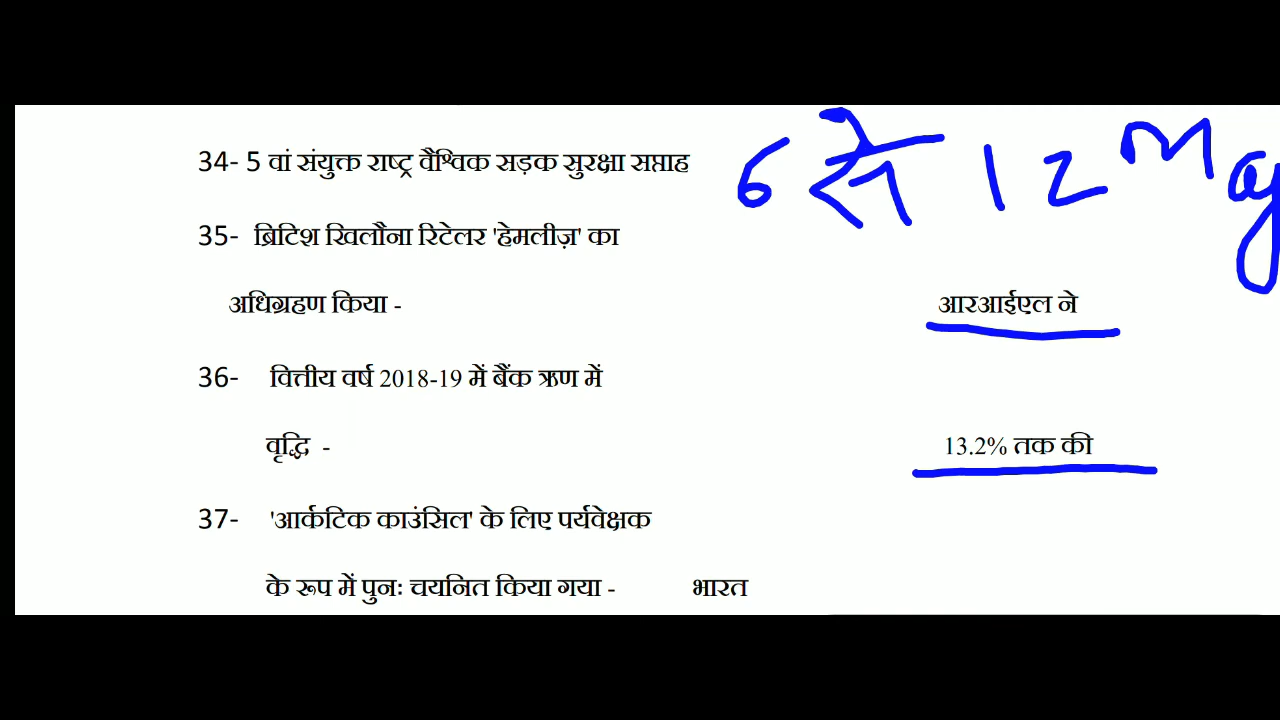 34- 5 वां संयुक्त राष्ट्र वैश्विक सड़क सुरक्षा सप्ताह 6 से 12 May
35- ब्रिटिश खिलौना रिटेलर 'हेमलीज़' का
अधिग्रहण किया - आरआईएल ने
36- वित्तीय वर्ष 2018-19 में बैंक ऋण में
वृद्धि - 13.2% तक की
37- 'आर्कटिक काउंसिल' के लिए पर्यवेक्षक
के रूप में पुनः चयनित किया गया - भारत